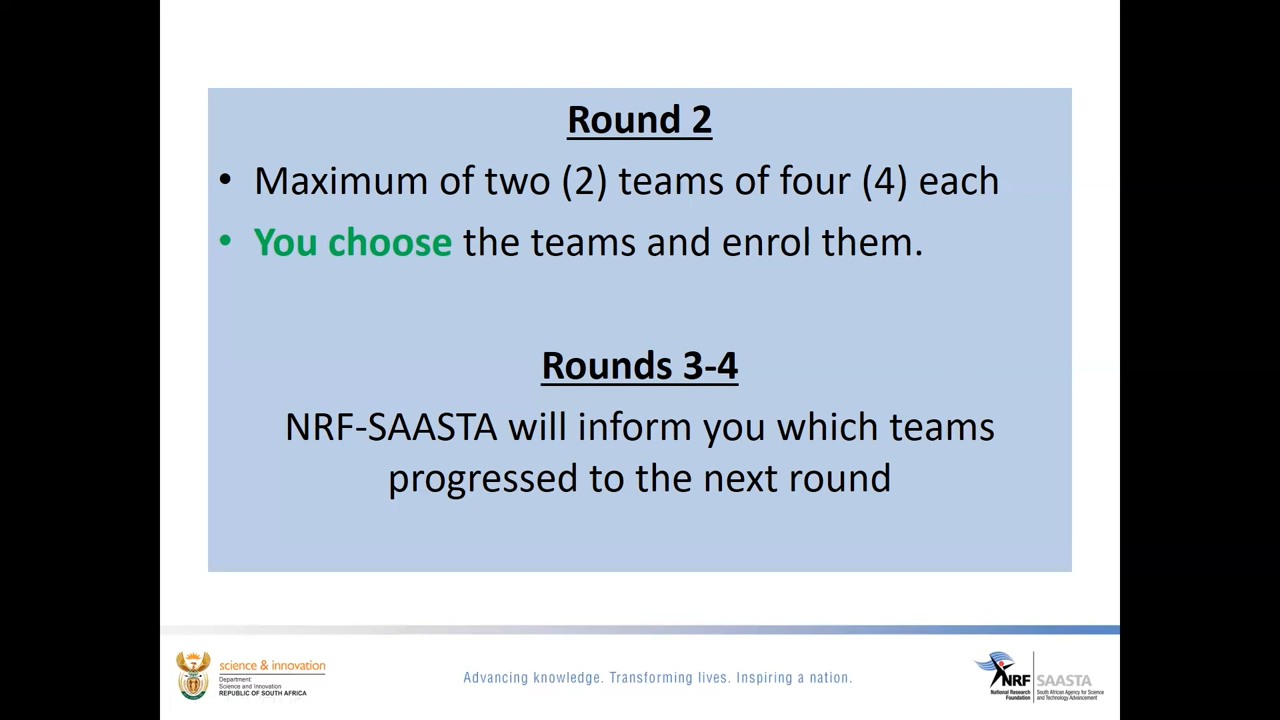 Round 2
• Maximum of two (2) teams of four (4) each
• You choose the teams and enrol them.
Rounds 3-4
NRF-SAASTA will inform you which teams
progressed to the next round
science & innovation
Department:
Science and Innovation
REPUBLIC OF SOUTH AFRICA
Advancing knowledge. Transforming lives. Inspiring a nation.
NRF
National Research
Foundation
SAASTA
South African Agency for Science
and Technology Advancement